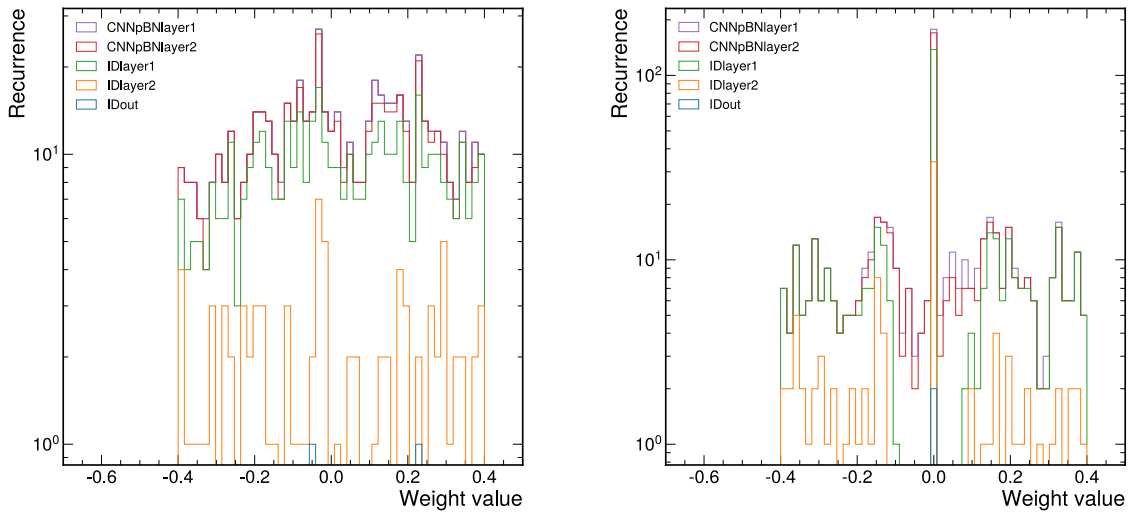 Recurrence
CNNpBNlayer1
CNNpBNlayer2
IDlayer1
IDlayer2
IDout
10¹
10⁰
-0.6 -0.4 -0.2 0.0 0.2 0.4
Weight value
Recurrence
CNNpBNlayer1
CNNpBNlayer2
IDlayer1
IDlayer2
IDout
10²
10¹
10⁰
-0.6 -0.4 -0.2 0.0 0.2 0.4
Weight value